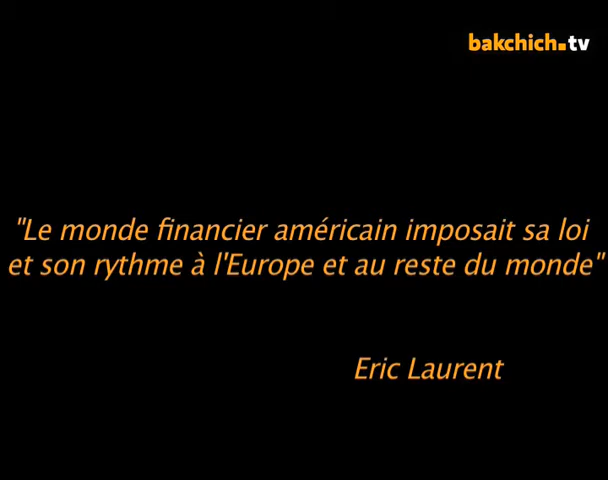 bakchich.tv
"Le monde financier américain imposait sa loi
et son rythme à l'Europe et au reste du monde"
Eric Laurent